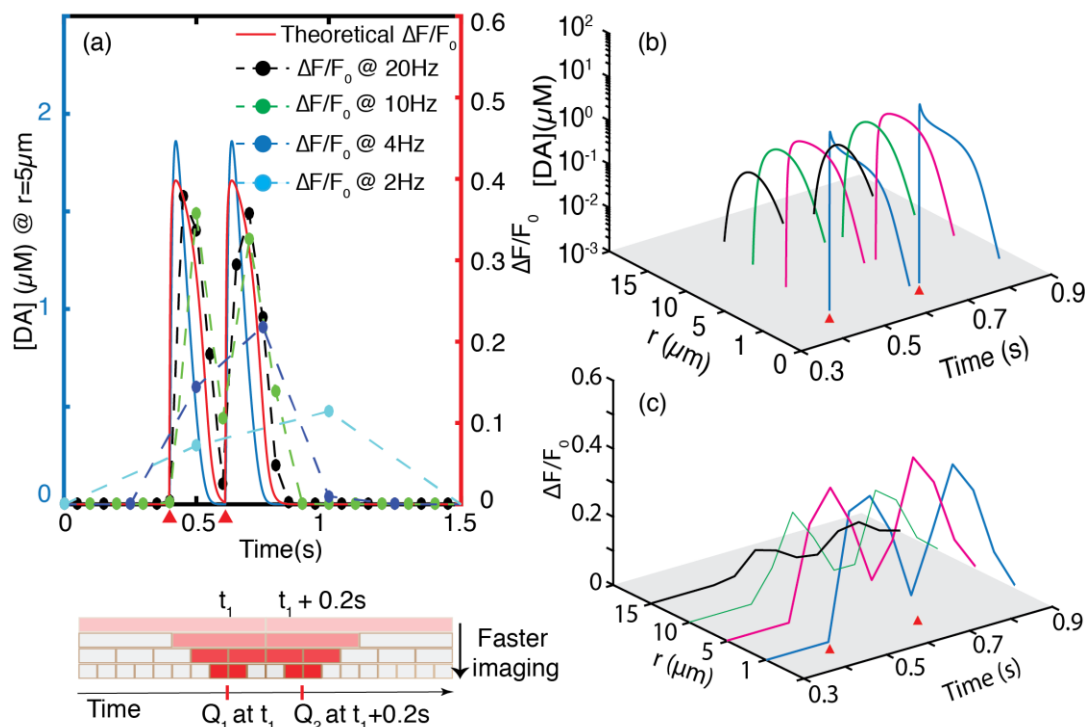 (a)
Theoretical ΔF/F0
ΔF/F0 @ 20Hz
ΔF/F0 @ 10Hz
ΔF/F0 @ 4Hz
ΔF/F0 @ 2Hz
[DA] (μM) @ r=5μm
2
1
0
0.6
0.5
0.4
0.3
0.2
0.1
0
ΔF/F0
0 0.5 1 1.5
Time(s)
(b)
[DA](μM)
10^2
10^1
10^0
10^-1
10^-2
10^-3
15 10 5 1 0
r (μm)
0.3 0.5 0.7 0.9
Time (s)
(c)
ΔF/F0
0.6
0.4
0.2
0
15 10 5 1
r (μm)
0.3 0.5 0.7 0.9
Time (s)
t1 t1 + 0.2s
Faster
imaging
Time
Q1 at t1 Q2 at t1+0.2s